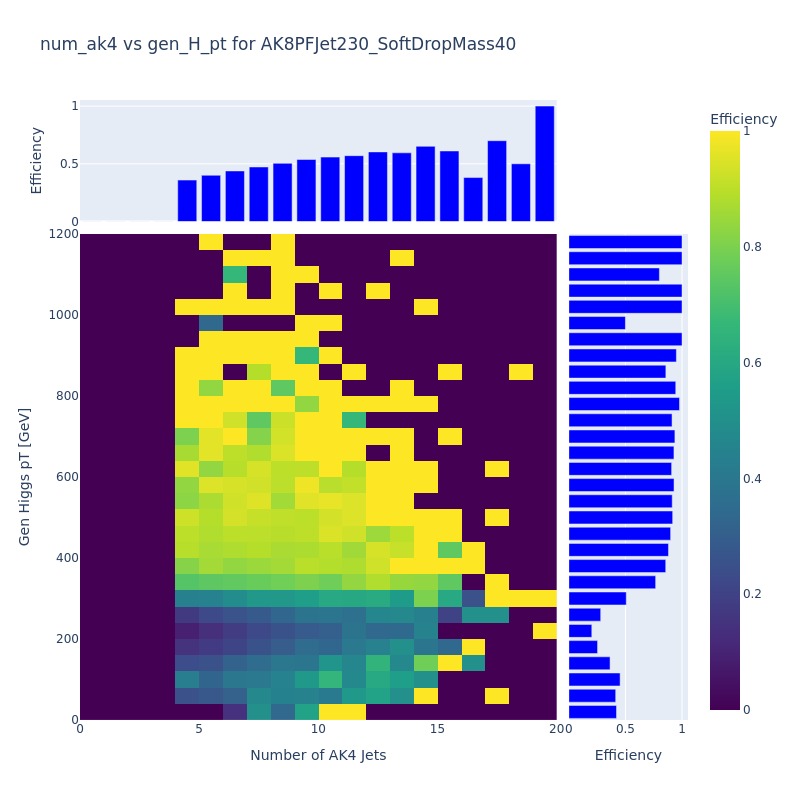 num_ak4 vs gen_H_pt for AK8PFJet230_SoftDropMass40
Efficiency
1
0.5
0
Efficiency
1
0.8
0.6
0.4
0.2
0
Gen Higgs pT [GeV]
1200
1000
800
600
400
200
0
0 5 10 15 20
Number of AK4 Jets
0 0.5 1
Efficiency